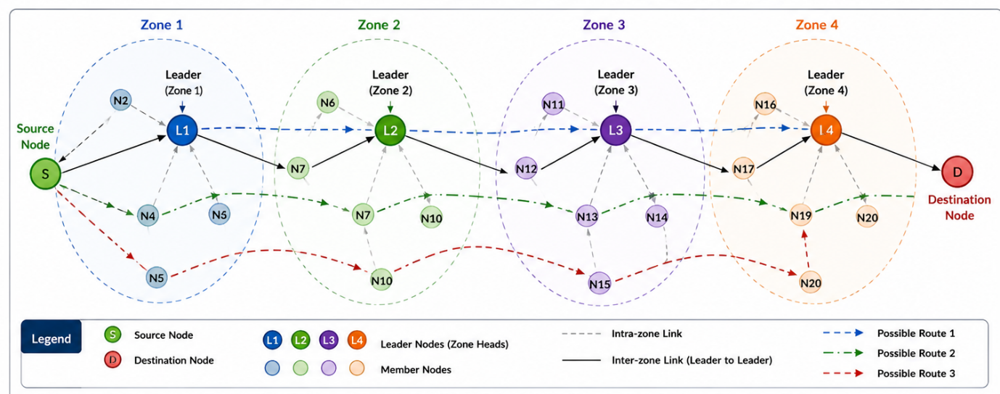 Zone 1
Zone 2
Zone 3
Zone 4
Leader
(Zone 1)
Leader
(Zone 2)
Leader
(Zone 3)
Leader
(Zone 4)
N2
N6
N11
N16
Source
Node
L1
L2
L3
L4
S
N7
N12
N17
D
Destination
Node
N4
N5
N7
N10
N13
N14
N19
N20
N5
N10
N15
N20
Legend
S
Source Node
D
Destination Node
L1
L2
L3
L4
Leader Nodes (Zone Heads)
Member Nodes
Intra-zone Link
Inter-zone Link (Leader to Leader)
Possible Route 1
Possible Route 2
Possible Route 3